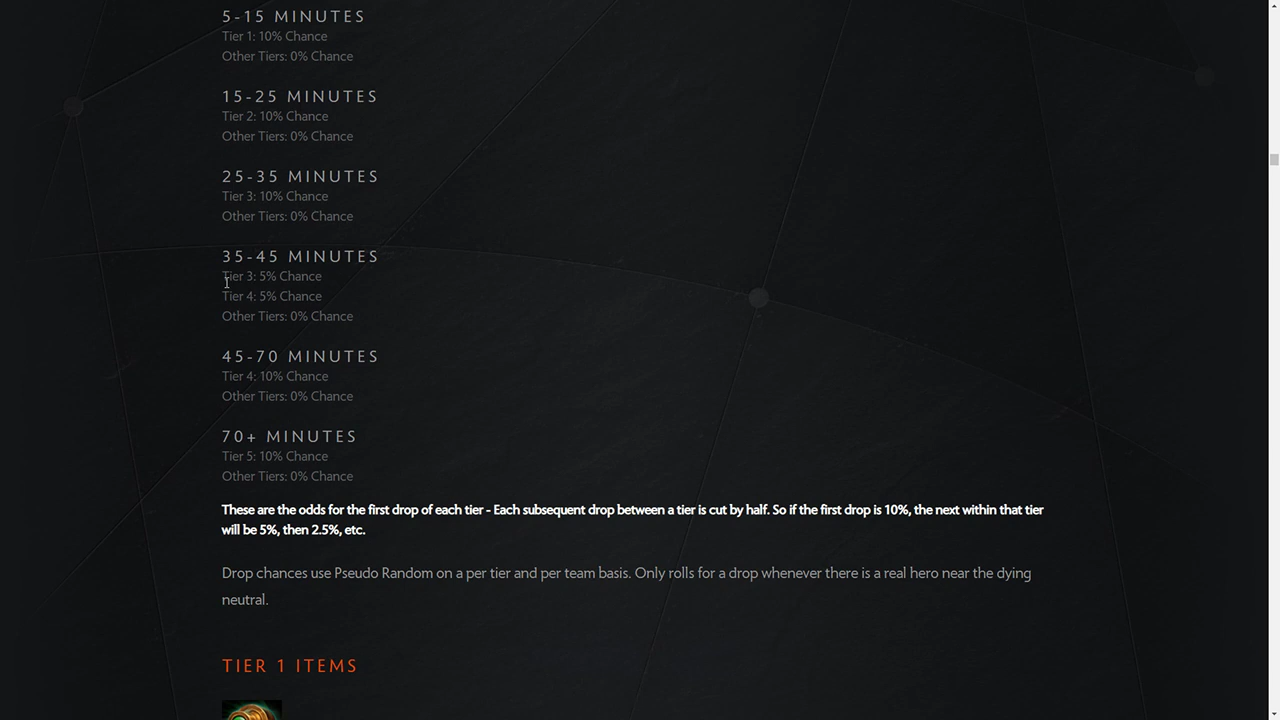 5-15 MINUTES
Tier 1: 10% Chance
Other Tiers: 0% Chance
15-25 MINUTES
Tier 2: 10% Chance
Other Tiers: 0% Chance
25-35 MINUTES
Tier 3: 10% Chance
Other Tiers: 0% Chance
35-45 MINUTES
Tier 3: 5% Chance
Tier 4: 5% Chance
Other Tiers: 0% Chance
45-70 MINUTES
Tier 4: 10% Chance
Other Tiers: 0% Chance
70+ MINUTES
Tier 5: 10% Chance
Other Tiers: 0% Chance
These are the odds for the first drop of each tier - Each subsequent drop between a tier is cut by half. So if the first drop is 10%, the next within that tier
will be 5%, then 2.5%, etc.
Drop chances use Pseudo Random on a per tier and per team basis. Only rolls for a drop whenever there is a real hero near the dying
neutral.
TIER 1 ITEMS